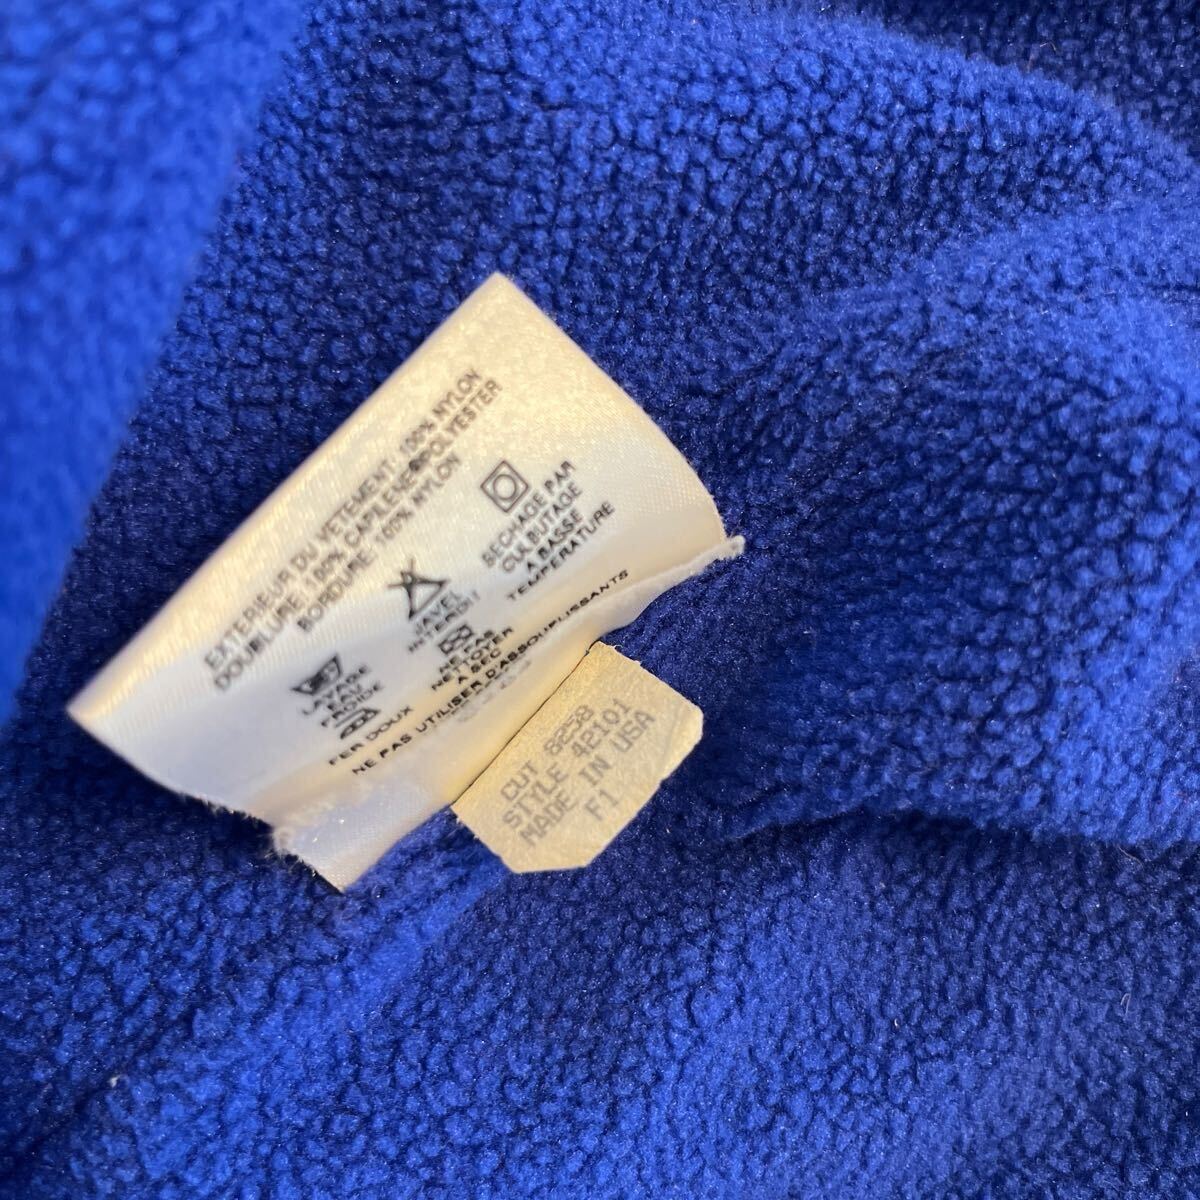 EXTERIEUR DU VETEMENT: 100% NYLON
DOUBLURE 100% CAPILENE®POLYESTER
BORDURE 100% NYLON
LAVAGE
EAU
FROIDE
JAVEL
INTERDIT
SECHAGE PAR
CULBUTAGE
A BASSE
TEMPERATURE
FER DOUX
NE PAS
NETTOYER
A SEC
NE PAS UTILISER D'ASSOUPLISSANTS
CUT 8258
STYLE 42101
MADE IN USA
F1